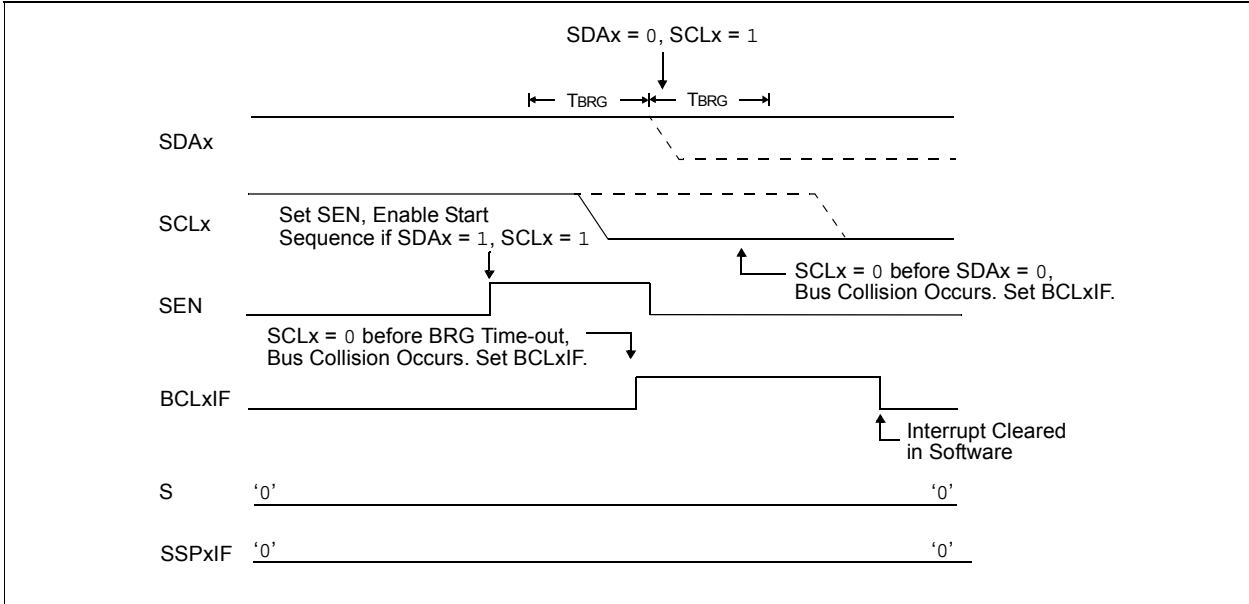 SDAx = 0, SCLx = 1
TBRG TBRG
SDAx
SCLx
Set SEN, Enable Start
Sequence if SDAx = 1, SCLx = 1
SCLx = 0 before SDAx = 0,
Bus Collision Occurs. Set BCLxIF.
SEN
SCLx = 0 before BRG Time-out,
Bus Collision Occurs. Set BCLxIF.
BCLxIF
Interrupt Cleared
in Software
S ‘0’ ‘0’
SSPxIF ‘0’ ‘0’